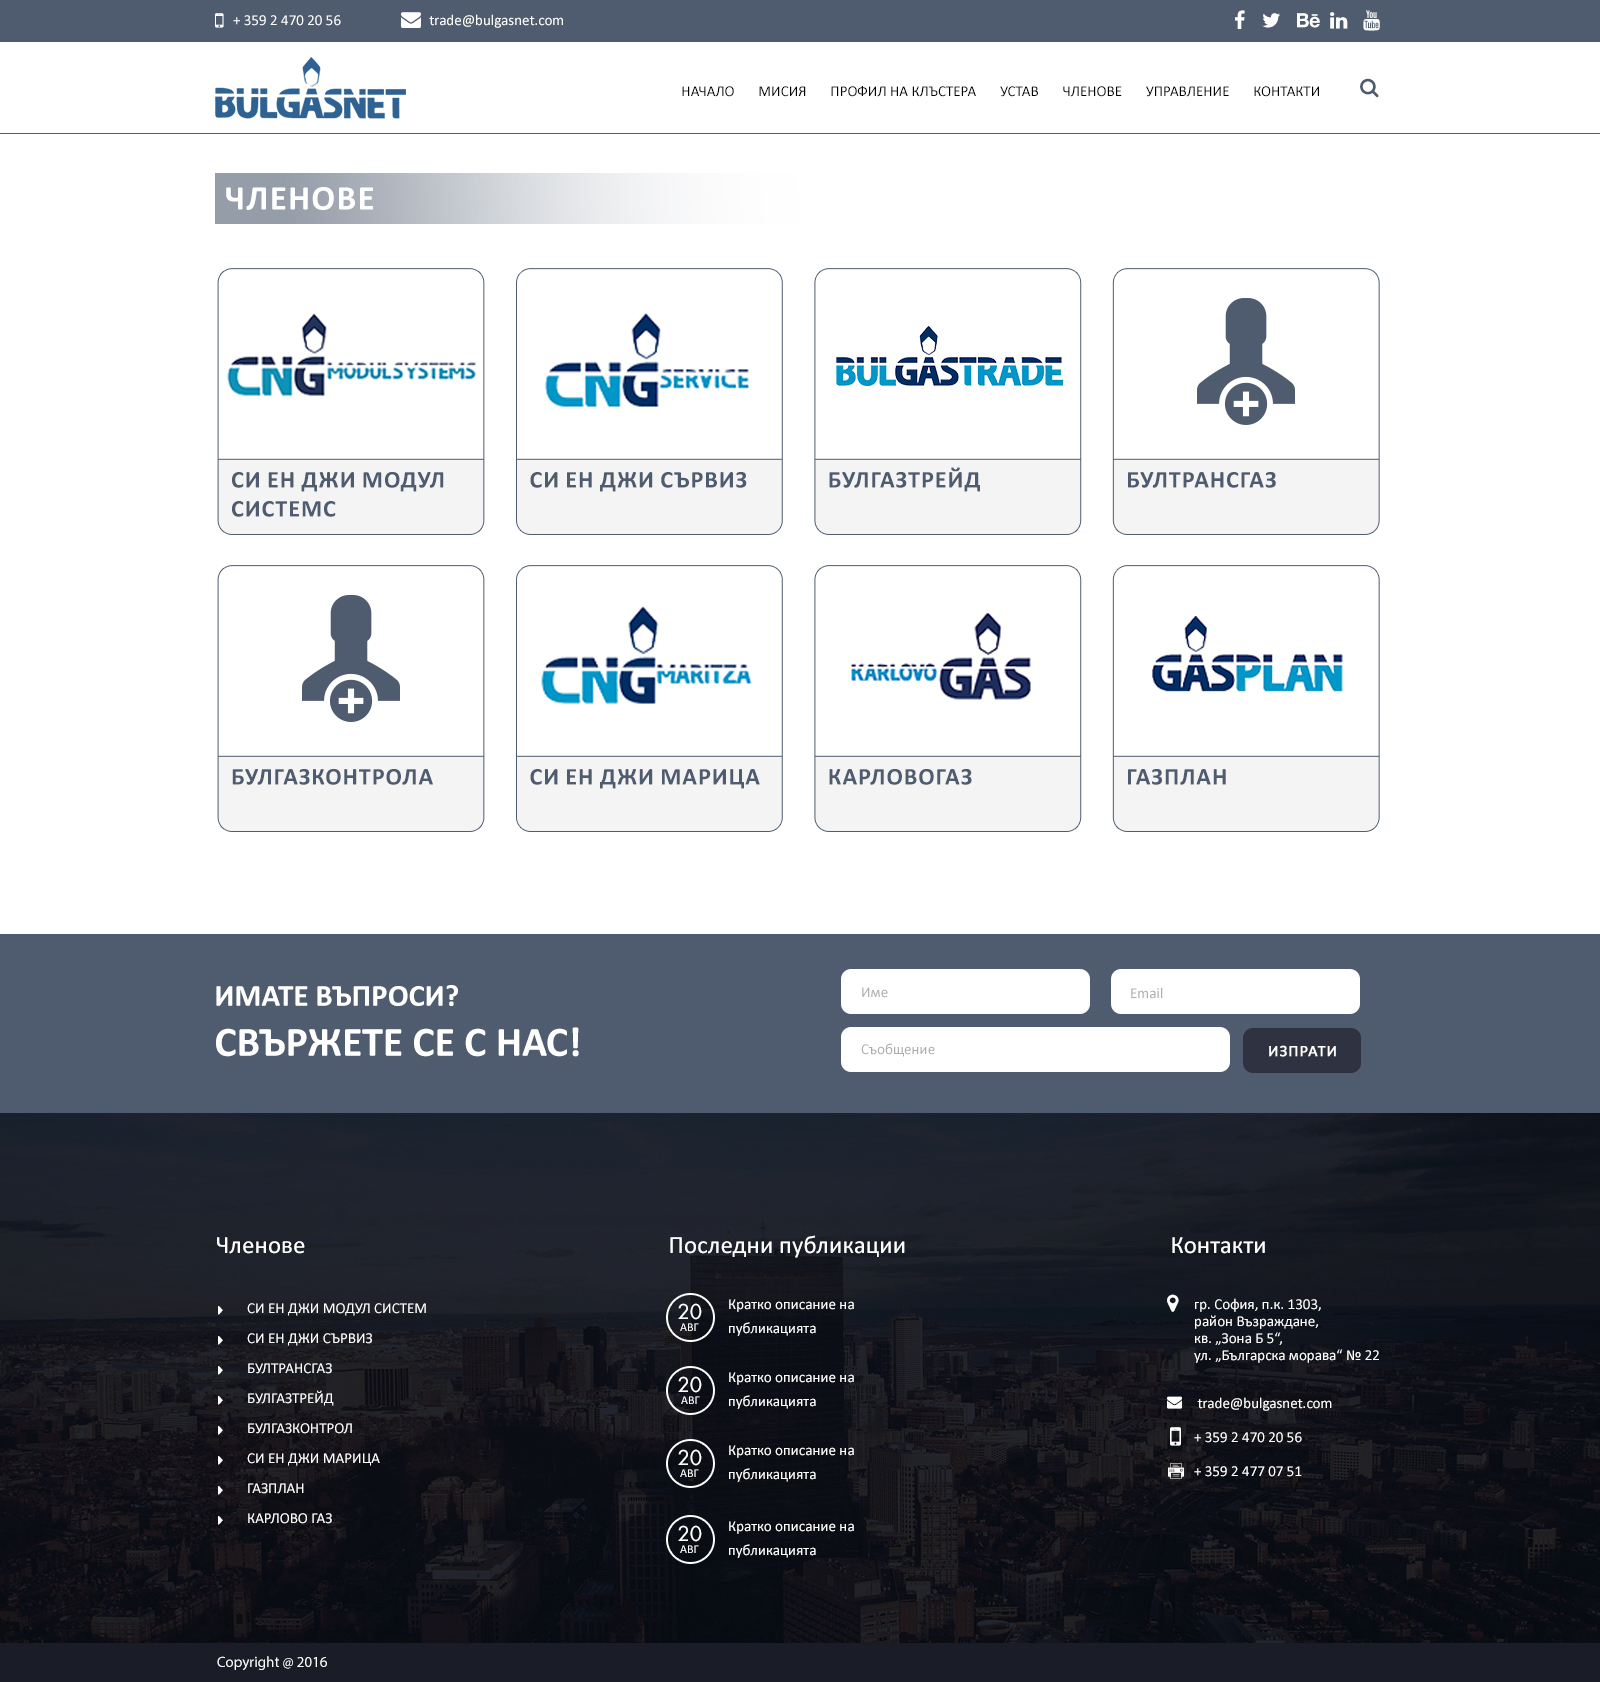 + 359 2 470 20 56
trade@bulgasnet.com
Bē
in
You
Tube
BULGASNET
НАЧАЛО
МИСИЯ
ПРОФИЛ НА КЛЪСТЕРА
УСТАВ
ЧЛЕНОВЕ
УПРАВЛЕНИЕ
КОНТАКТИ
ЧЛЕНОВЕ
CNG MODULSYSTEMS
CNG SERVICE
BULGASTRADE
СИ ЕН ДЖИ МОДУЛ
СИСТЕМС
СИ ЕН ДЖИ СЪРВИЗ
БУЛГАЗТРЕЙД
БУЛТРАНСГАЗ
CNG MARITZA
KARLOVO GAS
GASPLAN
БУЛГАЗКОНТРОЛА
СИ ЕН ДЖИ МАРИЦА
КАРЛОВОГАЗ
ГАЗПЛАН
ИМАТЕ ВЪПРОСИ?
СВЪРЖЕТЕ СЕ С НАС!
Име
Email
Съобщение
ИЗПРАТИ
Членове
СИ ЕН ДЖИ МОДУЛ СИСТЕМ
СИ ЕН ДЖИ СЪРВИЗ
БУЛТРАНСГАЗ
БУЛГАЗТРЕЙД
БУЛГАЗКОНТРОЛ
СИ ЕН ДЖИ МАРИЦА
ГАЗПЛАН
КАРЛОВО ГАЗ
Последни публикации
20
АВГ
Кратко описание на
публикацията
20
АВГ
Кратко описание на
публикацията
20
АВГ
Кратко описание на
публикацията
20
АВГ
Кратко описание на
публикацията
Контакти
гр. София, п.к. 1303,
район Възраждане,
кв. „Зона Б 5“,
ул. „Българска морава“ № 22
trade@bulgasnet.com
+ 359 2 470 20 56
+ 359 2 477 07 51
Copyright @ 2016